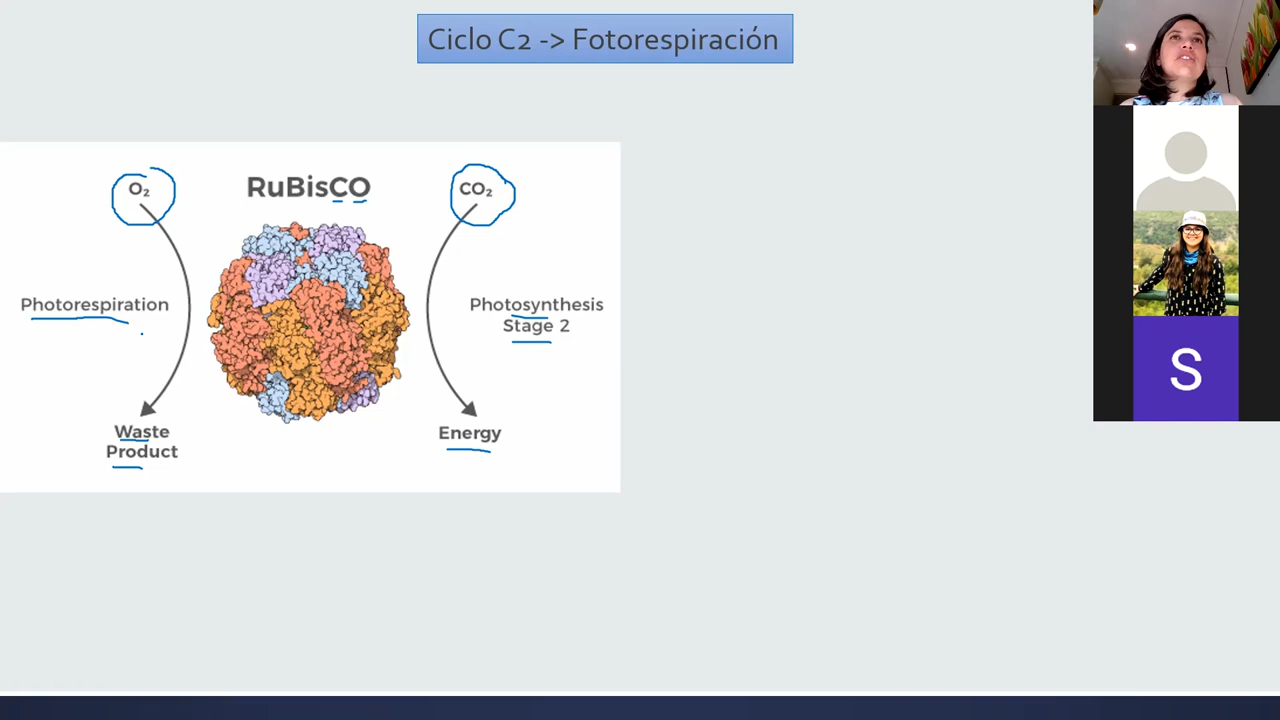 Ciclo C2 -> Fotorespiración
O₂
RuBisCO
CO₂
Photorespiration
Photosynthesis
Stage 2
Waste
Product
Energy
S